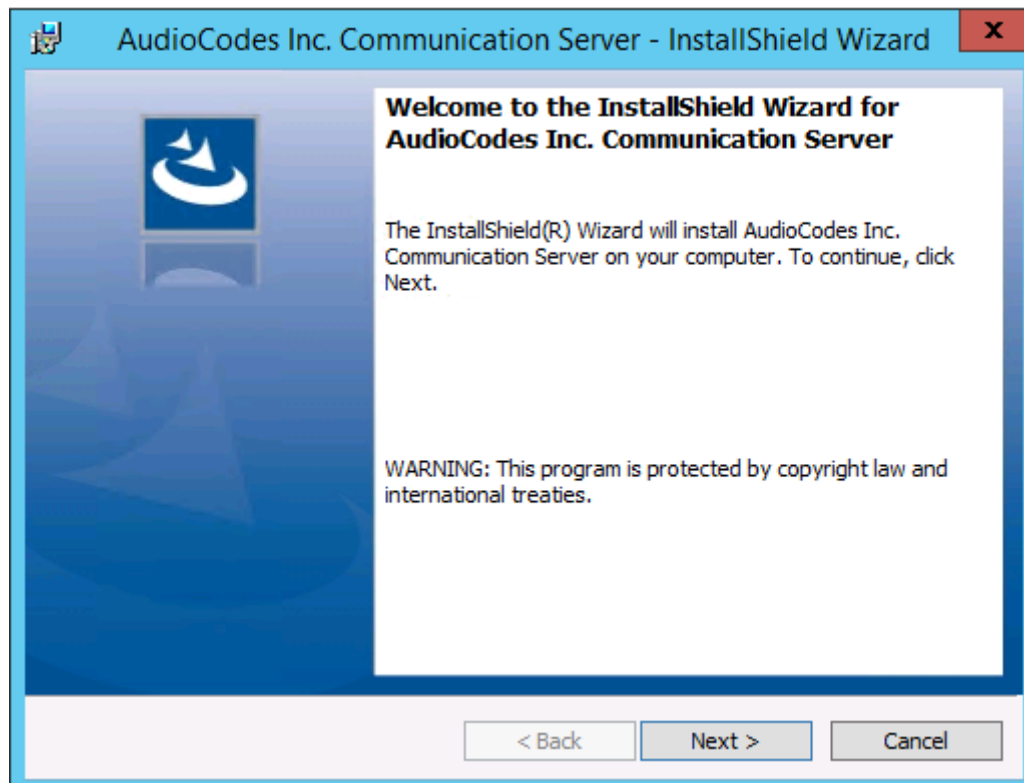 AudioCodes Inc. Communication Server - InstallShield Wizard
x
Welcome to the InstallShield Wizard for
AudioCodes Inc. Communication Server
The InstallShield(R) Wizard will install AudioCodes Inc.
Communication Server on your computer. To continue, click
Next.
WARNING: This program is protected by copyright law and
international treaties.
< Back
Next >
Cancel